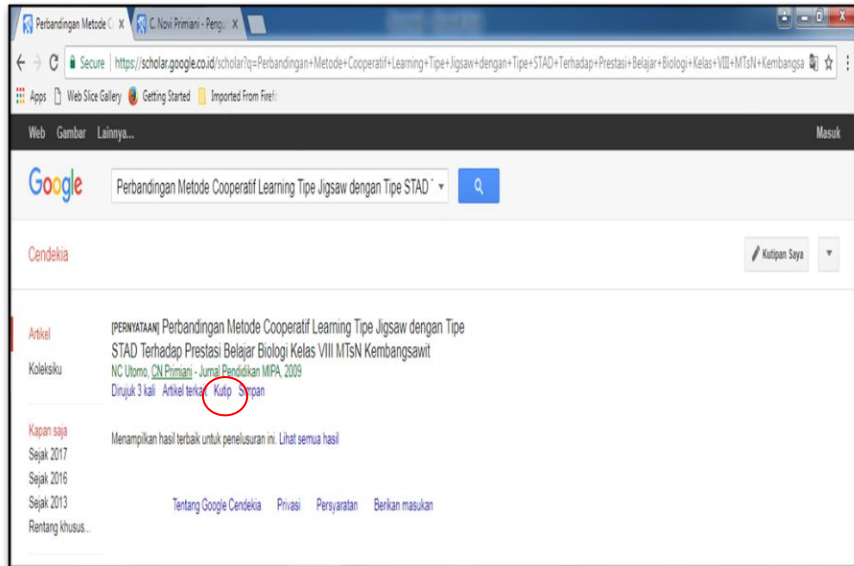 Perbandingan Metode C
C. Novi Primiani - Pengu
Secure | https://scholar.google.co.id/scholar?q=Perbandingan+Metode+Cooperatif+Learning+Tipe+Jigsaw+dengan+Tipe+STAD+Terhadap+Prestasi+Belajar+Biologi+Kelas+VIII+MTsN+Kembangsa
Apps Web Slice Gallery Getting Started Imported From Firef
Web Gambar Lainnya... Masuk
Google Perbandingan Metode Cooperatif Learning Tipe Jigsaw dengan Tipe STAD
Cendekia Kutipan Saya
Artikel
Koleksiku
[PERNYATAAN] Perbandingan Metode Cooperatif Learning Tipe Jigsaw dengan Tipe
STAD Terhadap Prestasi Belajar Biologi Kelas VIII MTsN Kembangsawit
NC Utomo, CN Primiani - Jurnal Pendidikan MIPA, 2009
Dirujuk 3 kali Artikel terkait Kutip Simpan
Kapan saja
Sejak 2017
Sejak 2016
Sejak 2013
Rentang khusus...
Menampilkan hasil terbaik untuk penelusuran ini. Lihat semua hasil
Tentang Google Cendekia Privasi Persyaratan Berikan masukan